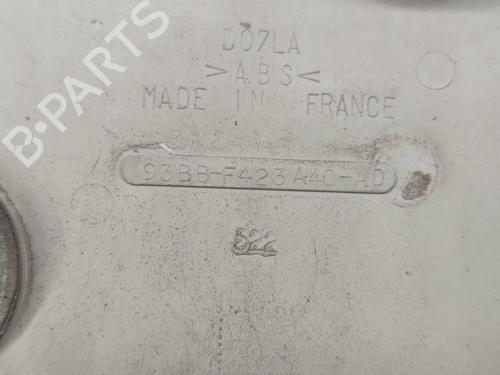 B-PARTS
D07LA
>ABS<
MADE IN FRANCE
93BB-F423A40-AD